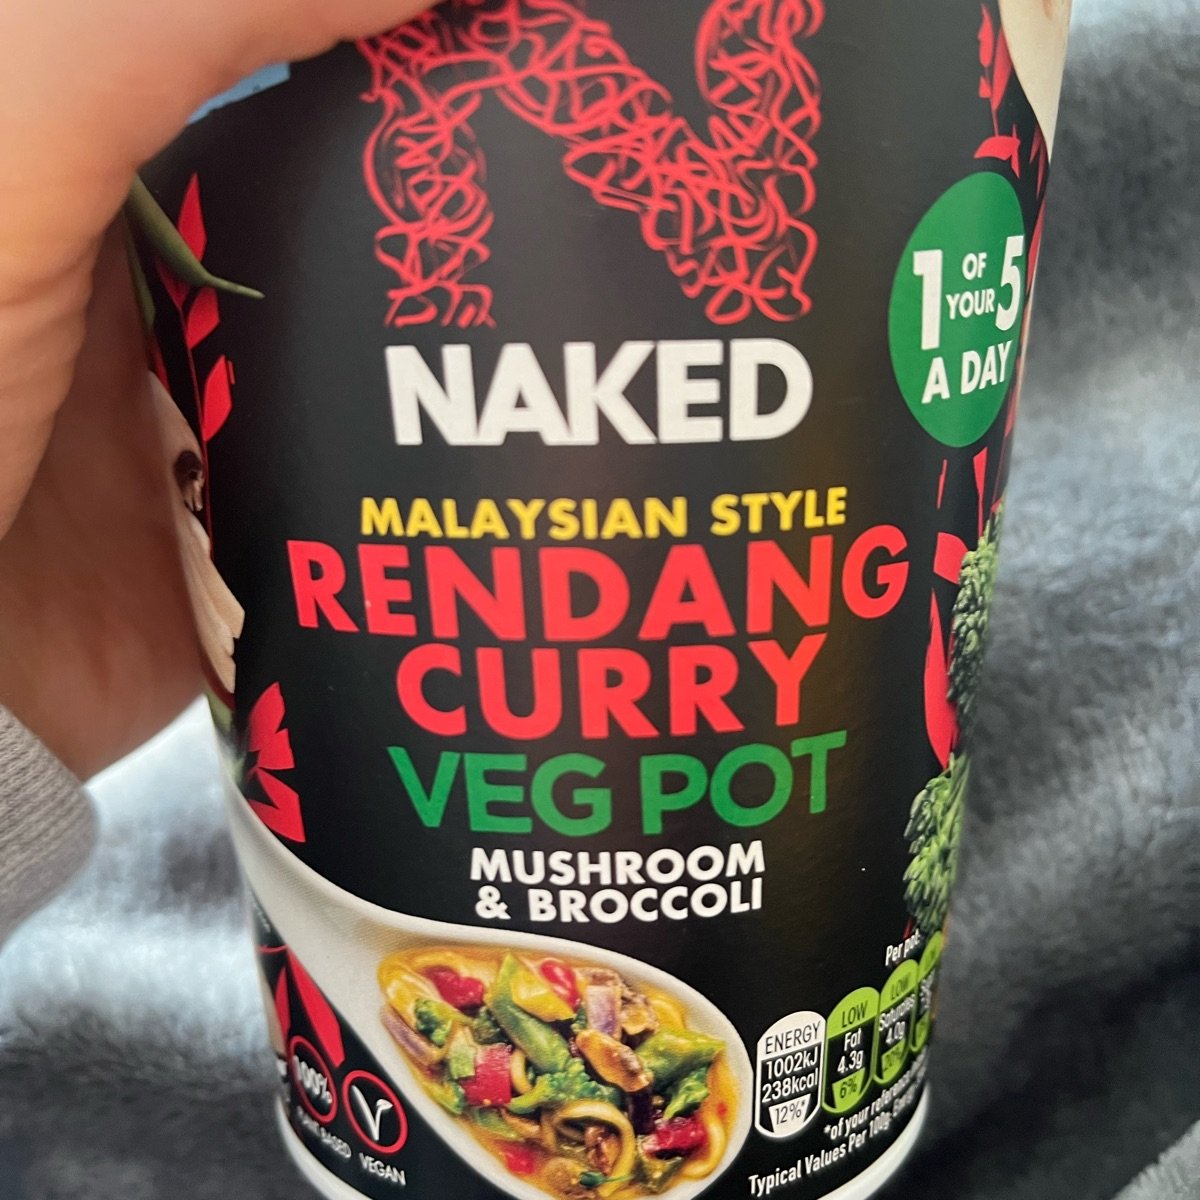 N
NAKED
1 OF YOUR 5
A DAY
MALAYSIAN STYLE
RENDANG
CURRY
VEG POT
MUSHROOM
& BROCCOLI
Per pot
ENERGY
1002kJ
238kcal
12%*
LOW
Fat
4.3g
6%
LOW
Saturates
4.0g
20%
*of your reference
Typical Values Per 100g:
100%
PLANT BASED
V
VEGAN